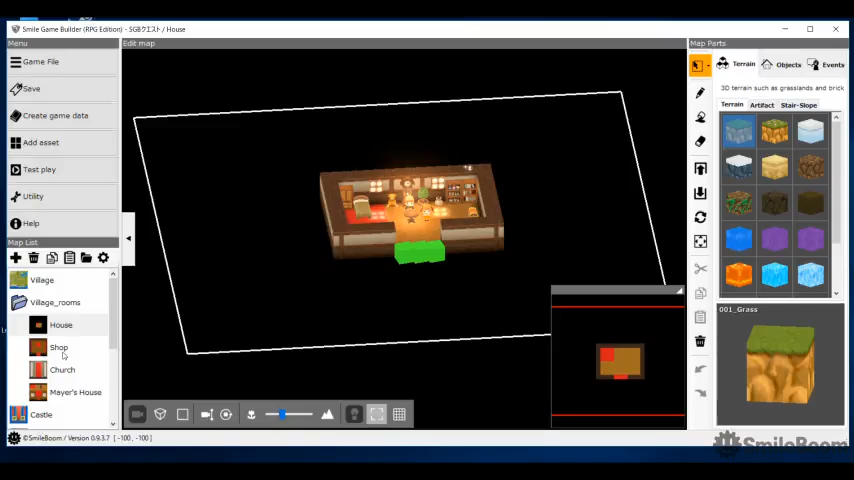 Smile Game Builder (RPG Edition) - SGBクエスト / House
Menu
Edit map
Map Parts
Game File
Save
Create game data
Add asset
Test play
Utility
Help
Map List
Village
Village_rooms
House
Shop
Church
Mayer's House
Castle
Terrain
Objects
Events
3D terrain such as grasslands and brick
Terrain
Artifact
Stair-Slope
001_Grass
©SmileBoom / Version 0.9.3.7 [ -100 , -100 ]
SmileBoom